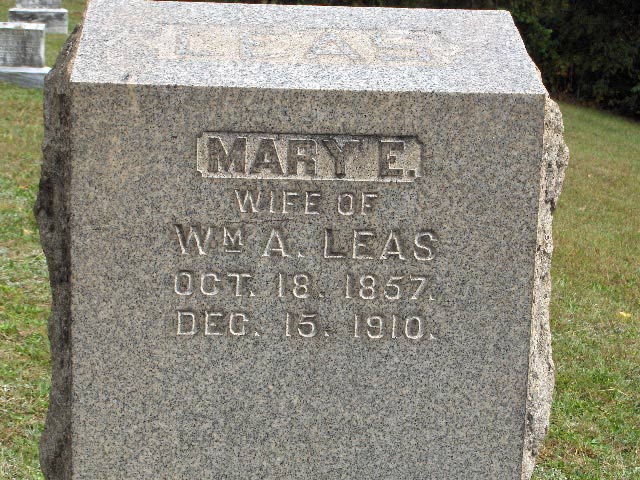 LEAS
MARY E.
WIFE OF
WM A. LEAS
OCT. 18. 1857.
DEC. 15. 1910.